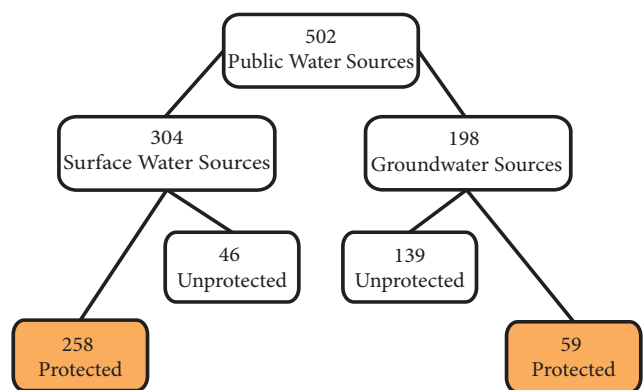 502
Public Water Sources
304
Surface Water Sources
198
Groundwater Sources
46
Unprotected
139
Unprotected
258
Protected
59
Protected